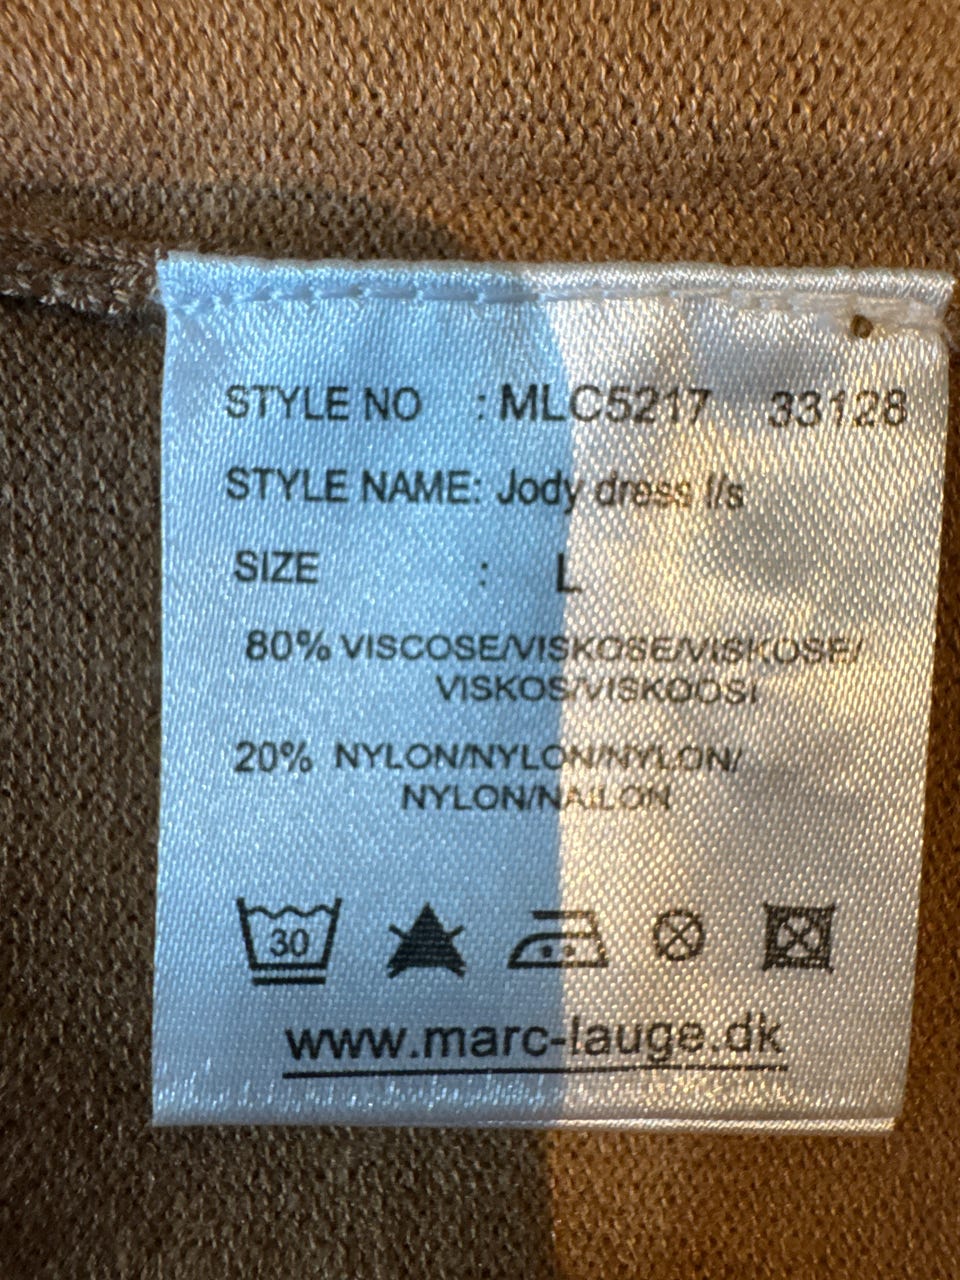 STYLE NO : MLC5217 33128
STYLE NAME: Jody dress l/s
SIZE : L
80% VISCOSE/VISKOSE/VISKOSE/
VISKOS/VISKOOSI
20% NYLON/NYLON/NYLON/
NYLON/NAILON
30
www.marc-lauge.dk